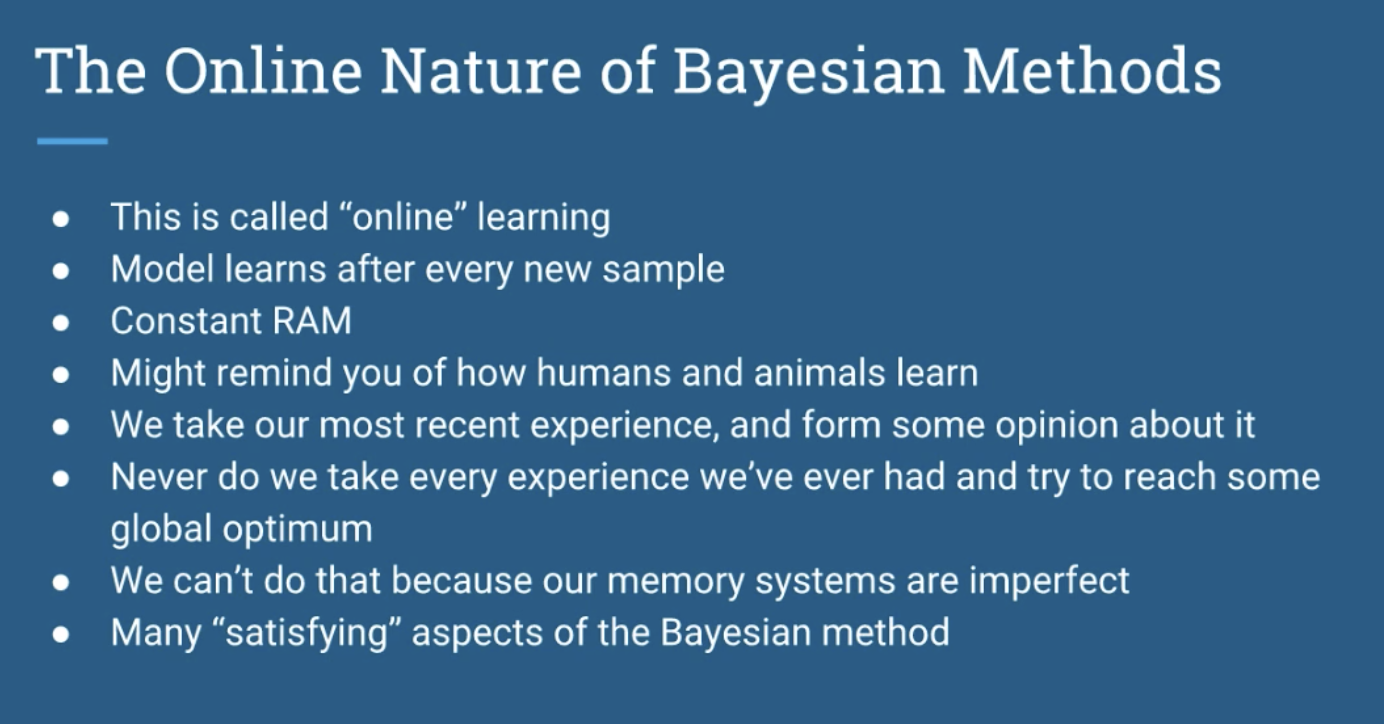 The Online Nature of Bayesian Methods
● This is called “online” learning
● Model learns after every new sample
● Constant RAM
● Might remind you of how humans and animals learn
● We take our most recent experience, and form some opinion about it
● Never do we take every experience we’ve ever had and try to reach some
global optimum
● We can’t do that because our memory systems are imperfect
● Many “satisfying” aspects of the Bayesian method